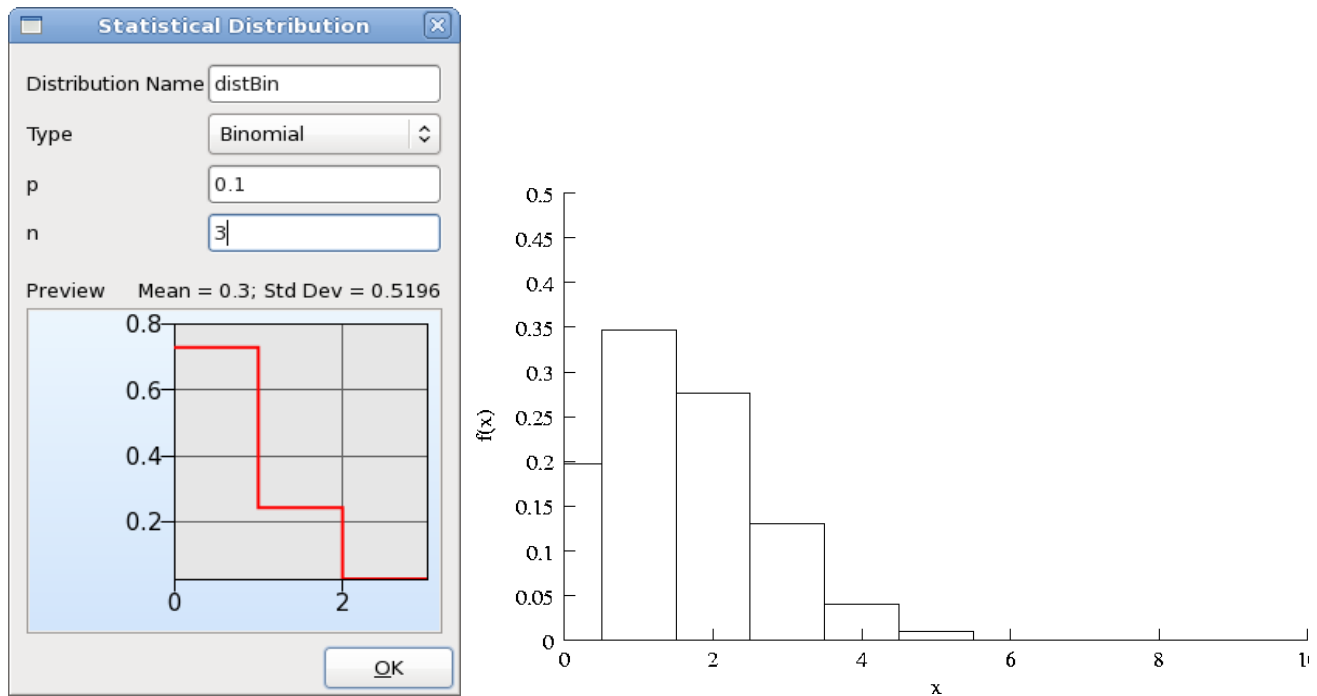 Statistical Distribution
Distribution Name distBin
Type Binomial
p 0.1
n 3
Preview Mean = 0.3; Std Dev = 0.5196
0.8
0.6
0.4
0.2
0 2
OK
0.5
0.45
0.4
0.35
0.3
0.25
0.2
0.15
0.1
0.05
0
f(x)
0 2 4 6 8
x